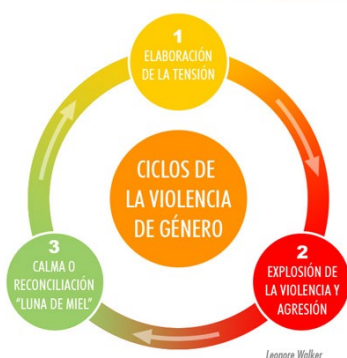 1
ELABORACIÓN
DE LA TENSIÓN
CICLOS DE
LA VIOLENCIA
DE GÉNERO
2
EXPLOSIÓN DE
LA VIOLENCIA Y
AGRESIÓN
3
CALMA O
RECONCILIACIÓN
"LUNA DE MIEL"
Leonore Walker